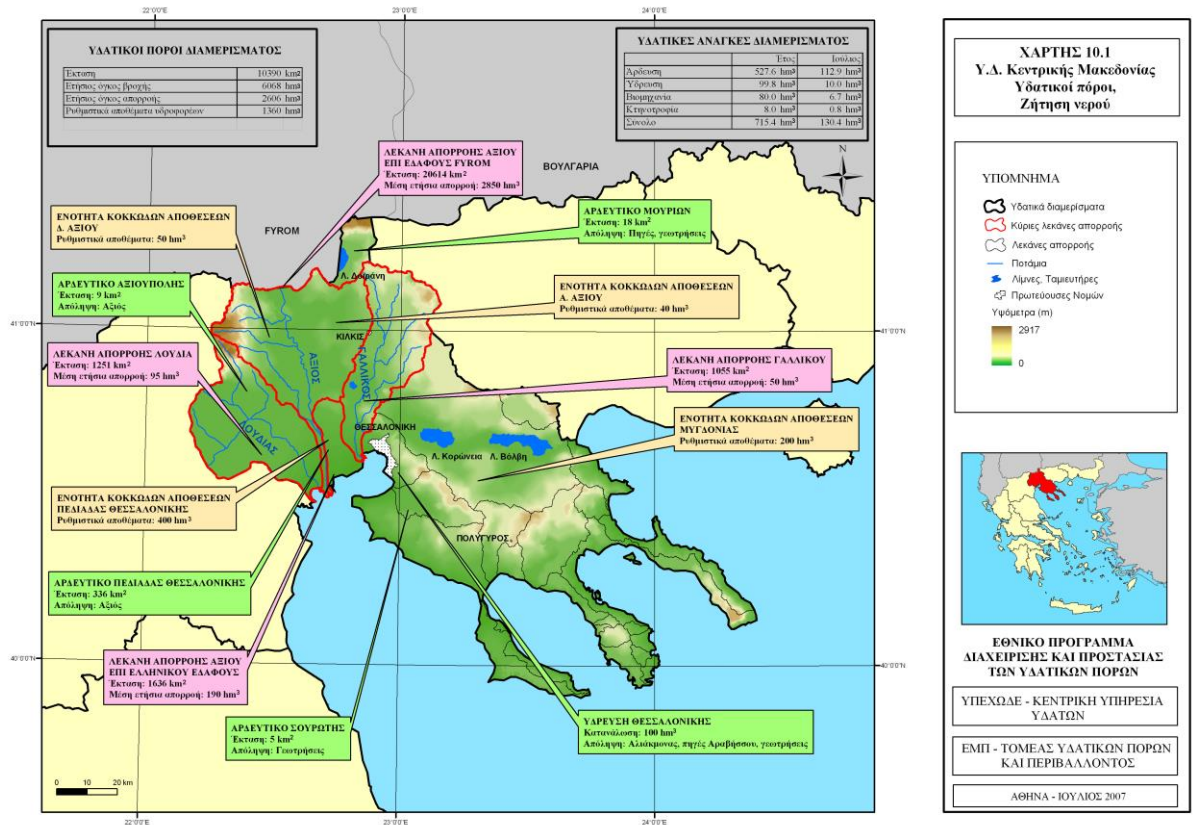 ΥΔΑΤΙΚΟΙ ΠΟΡΟΙ ΔΙΑΜΕΡΙΣΜΑΤΟΣ
Έκταση 10390 km²
Ετήσιος όγκος βροχής 6068 hm³
Ετήσιος όγκος απορροής 2606 hm³
Ρυθμιστικά αποθέματα υδροφορέων 1360 hm³
ΥΔΑΤΙΚΕΣ ΑΝΑΓΚΕΣ ΔΙΑΜΕΡΙΣΜΑΤΟΣ
Έτος Ιούλιος
Άρδευση 527.6 hm³ 112.9 hm³
Ύδρευση 99.8 hm³ 10.0 hm³
Βιομηχανία 80.0 hm³ 6.7 hm³
Κτηνοτροφία 8.0 hm³ 0.8 hm³
Σύνολο 715.4 hm³ 130.4 hm³
22°0'0"E
23°0'0"E
24°0'0"E
ΛΕΚΑΝΗ ΑΠΟΡΡΟΗΣ ΑΞΙΟΥ
ΕΠΙ ΕΔΑΦΟΥΣ FYROM
Έκταση: 20614 km²
Μέση ετήσια απορροή: 2850 hm³
ΒΟΥΛΓΑΡΙΑ
N
FYROM
ΕΝΟΤΗΤΑ ΚΟΚΚΩΔΩΝ ΑΠΟΘΕΣΕΩΝ
Δ. ΑΞΙΟΥ
Ρυθμιστικά αποθέματα: 50 hm³
ΑΡΔΕΥΤΙΚΟ ΜΟΥΡΙΩΝ
Έκταση: 18 km²
Απόληψη: Πηγές, γεωτρήσεις
Λ. Δοϊράνη
ΑΡΔΕΥΤΙΚΟ ΑΞΙΟΥΠΟΛΗΣ
Έκταση: 9 km²
Απόληψη: Αξιός
ΕΝΟΤΗΤΑ ΚΟΚΚΩΔΩΝ ΑΠΟΘΕΣΕΩΝ
Α. ΑΞΙΟΥ
Ρυθμιστικά αποθέματα: 40 hm³
41°0'0"N
41°0'0"N
ΚΙΛΚΙΣ
ΑΞΙΟΣ
ΓΑΛΛΙΚΟΣ
ΛΕΚΑΝΗ ΑΠΟΡΡΟΗΣ ΛΟΥΔΙΑ
Έκταση: 1251 km²
Μέση ετήσια απορροή: 95 hm³
ΛΕΚΑΝΗ ΑΠΟΡΡΟΗΣ ΓΑΛΛΙΚΟΥ
Έκταση: 1055 km²
Μέση ετήσια απορροή: 50 hm³
ΛΟΥΔΙΑΣ
ΘΕΣΣΑΛΟΝΙΚΗ
Λ. Κορώνεια
Λ. Βόλβη
ΕΝΟΤΗΤΑ ΚΟΚΚΩΔΩΝ ΑΠΟΘΕΣΕΩΝ
ΜΥΓΔΟΝΙΑΣ
Ρυθμιστικά αποθέματα: 200 hm³
ΕΝΟΤΗΤΑ ΚΟΚΚΩΔΩΝ ΑΠΟΘΕΣΕΩΝ
ΠΕΔΙΑΔΑΣ ΘΕΣΣΑΛΟΝΙΚΗΣ
Ρυθμιστικά αποθέματα: 400 hm³
ΠΟΛΥΓΥΡΟΣ
ΑΡΔΕΥΤΙΚΟ ΠΕΔΙΑΔΑΣ ΘΕΣΣΑΛΟΝΙΚΗΣ
Έκταση: 336 km²
Απόληψη: Αξιός
40°0'0"N
40°0'0"N
ΛΕΚΑΝΗ ΑΠΟΡΡΟΗΣ ΑΞΙΟΥ
ΕΠΙ ΕΛΛΗΝΙΚΟΥ ΕΔΑΦΟΥΣ
Έκταση: 1636 km²
Μέση ετήσια απορροή: 190 hm³
ΑΡΔΕΥΤΙΚΟ ΣΟΥΡΩΤΗΣ
Έκταση: 5 km²
Απόληψη: Γεωτρήσεις
ΥΔΡΕΥΣΗ ΘΕΣΣΑΛΟΝΙΚΗΣ
Κατανάλωση: 100 hm³
Απόληψη: Αλιάκμονας, πηγές Αραβησσου, γεωτρήσεις
0 10 20 km
22°0'0"E
23°0'0"E
24°0'0"E
ΧΑΡΤΗΣ 10.1
Υ.Δ. Κεντρικής Μακεδονίας
Υδατικοί πόροι,
Ζήτηση νερού
ΥΠΟΜΝΗΜΑ
Υδατικά διαμερίσματα
Κύριες λεκάνες απορροής
Λεκάνες απορροής
Ποτάμια
Λίμνες, Ταμιευτήρες
Πρωτεύουσες Νομών
Υψόμετρα (m)
2917
0
ΕΘΝΙΚΟ ΠΡΟΓΡΑΜΜΑ
ΔΙΑΧΕΙΡΙΣΗΣ ΚΑΙ ΠΡΟΣΤΑΣΙΑΣ
ΤΩΝ ΥΔΑΤΙΚΩΝ ΠΟΡΩΝ
ΥΠΕΧΩΔΕ - ΚΕΝΤΡΙΚΗ ΥΠΗΡΕΣΙΑ
ΥΔΑΤΩΝ
ΕΜΠ - ΤΟΜΕΑΣ ΥΔΑΤΙΚΩΝ ΠΟΡΩΝ
ΚΑΙ ΠΕΡΙΒΑΛΛΟΝΤΟΣ
ΑΘΗΝΑ - ΙΟΥΛΙΟΣ 2007